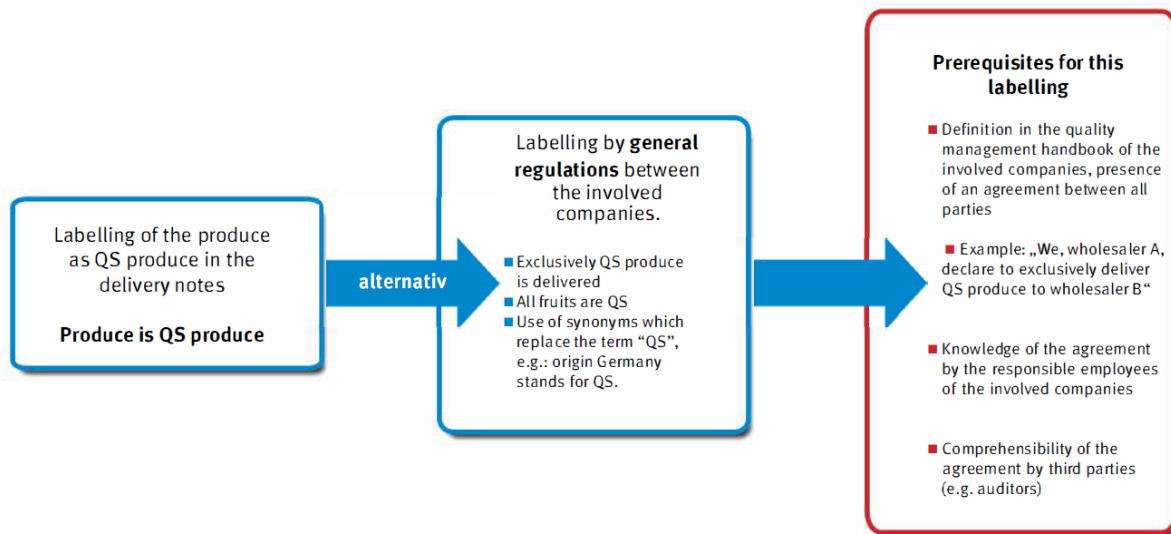 Labelling of the produce
as QS produce in the
delivery notes
Produce is QS produce
alternativ
Labelling by general
regulations between
the involved
companies.
■ Exclusively QS produce
is delivered
■ All fruits are QS
■ Use of synonyms which
replace the term “QS”,
e.g.: origin Germany
stands for QS.
Prerequisites for this
labelling
■ Definition in the quality
management handbook of the
involved companies, presence
of an agreement between all
parties
■ Example: „We, wholesaler A,
declare to exclusively deliver
QS produce to wholesaler B“
■ Knowledge of the agreement
by the responsible employees
of the involved companies
■ Comprehensibility of the
agreement by third parties
(e.g. auditors)